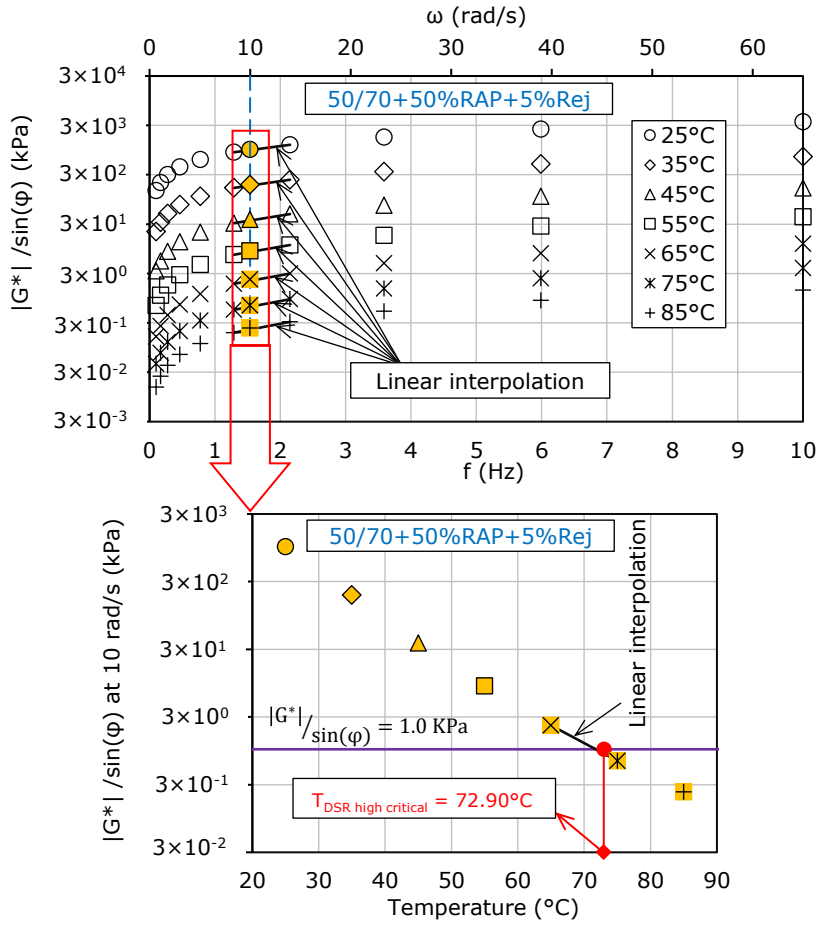 ω (rad/s)
0 10 20 30 40 50 60
3×10⁴
3×10³
3×10²
3×10¹
3×10⁰
3×10⁻¹
3×10⁻²
3×10⁻³
|G*| /sin(φ) (kPa)
50/70+50%RAP+5%Rej
25°C
35°C
45°C
55°C
65°C
75°C
85°C
Linear interpolation
0 1 2 3 4 5 6 7 8 9 10
f (Hz)
3×10³
3×10²
3×10¹
3×10⁰
3×10⁻¹
3×10⁻²
|G*| /sin(φ) at 10 rad/s (kPa)
50/70+50%RAP+5%Rej
Linear interpolation
|G*|/sin(φ) = 1.0 KPa
T DSR high critical = 72.90°C
20 30 40 50 60 70 80 90
Temperature (°C)